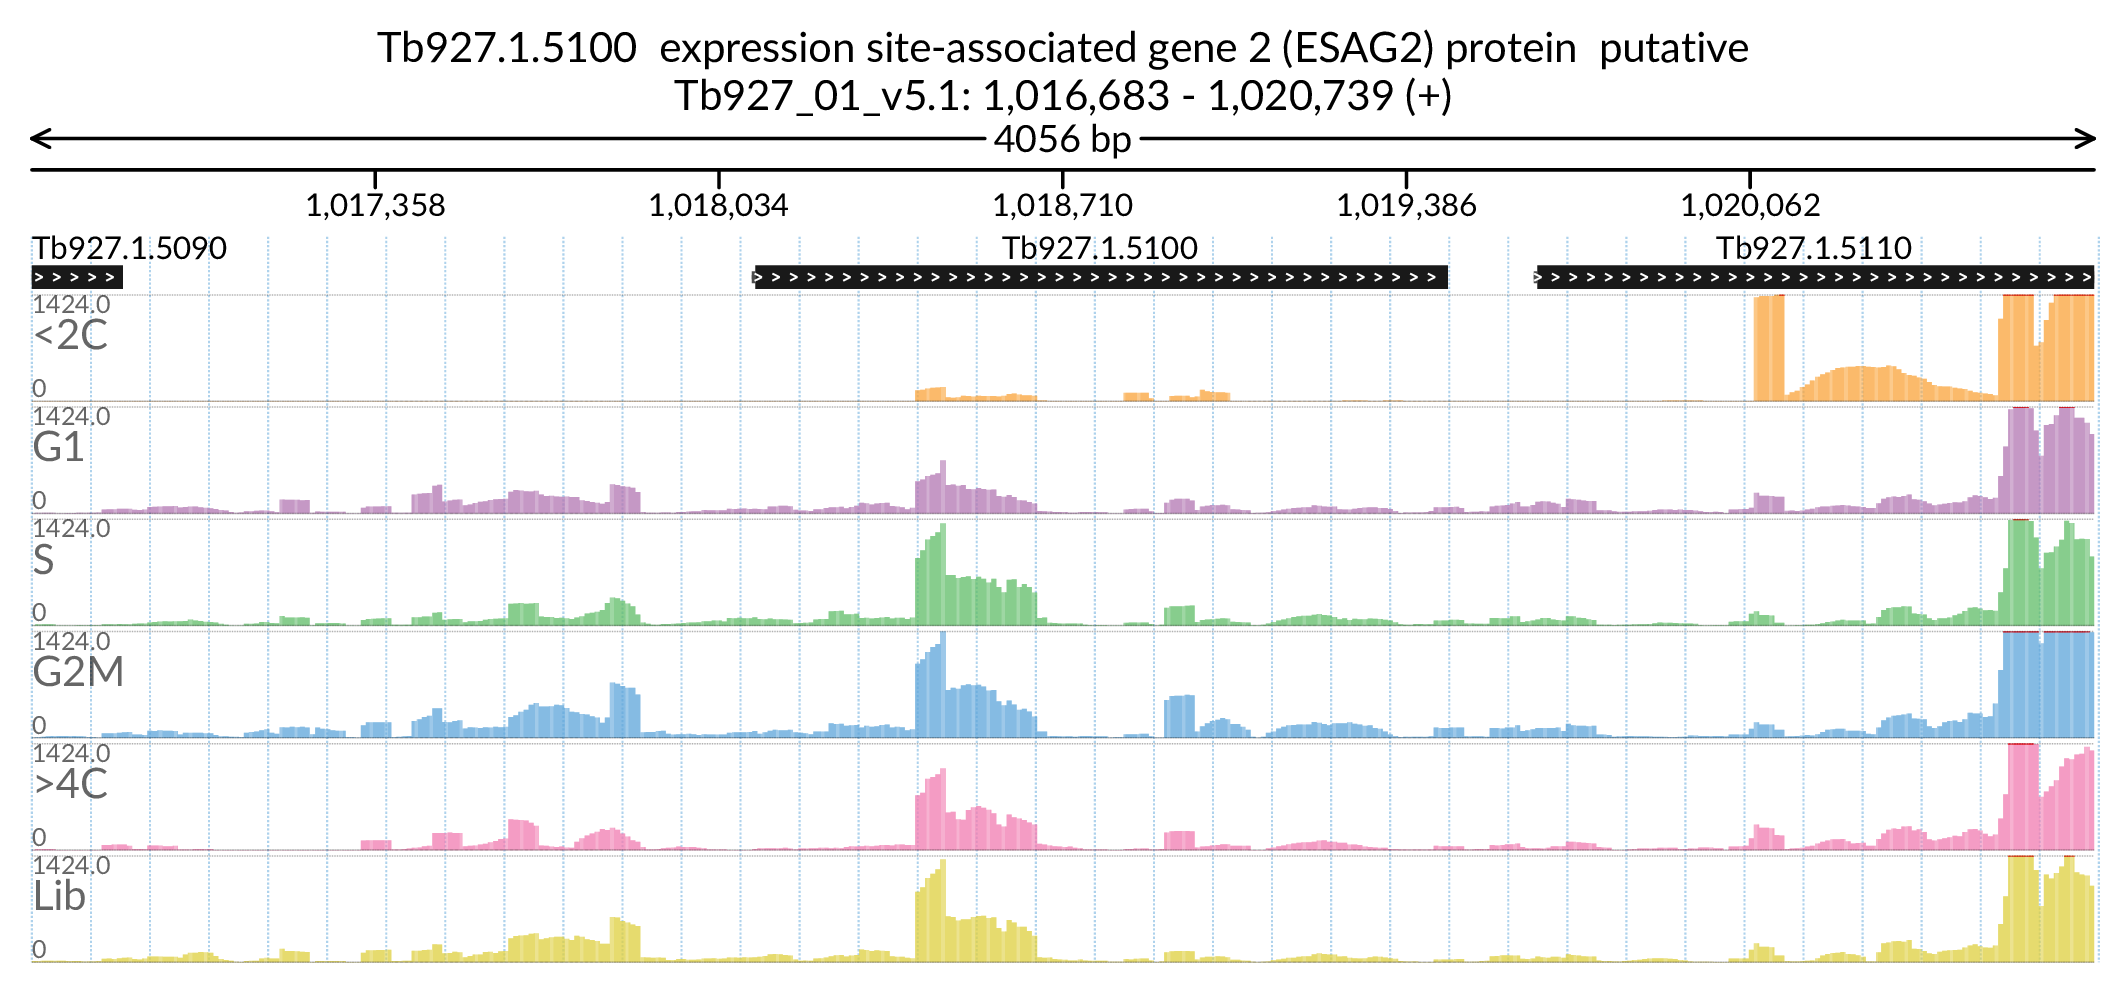 Tb927.1.5100  expression site-associated gene 2 (ESAG2) protein  putative
Tb927_01_v5.1: 1,016,683 - 1,020,739 (+)
4056 bp
1,017,358 1,018,034 1,018,710 1,019,386 1,020,062
Tb927.1.5090 Tb927.1.5100 Tb927.1.5110
1424.0
<2C
0
1424.0
G1
0
1424.0
S
0
1424.0
G2M
0
1424.0
>4C
0
1424.0
Lib
0